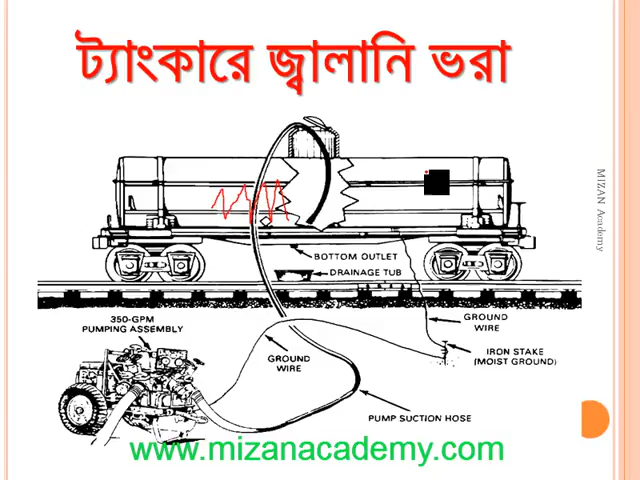 ট্যাংকারে জ্বালানি ভরা
MIZAN Academy
BOTTOM OUTLET
DRAINAGE TUB
350-GPM
PUMPING ASSEMBLY
GROUND
WIRE
IRON STAKE
(MOIST GROUND)
GROUND
WIRE
PUMP SUCTION HOSE
www.mizanacademy.com